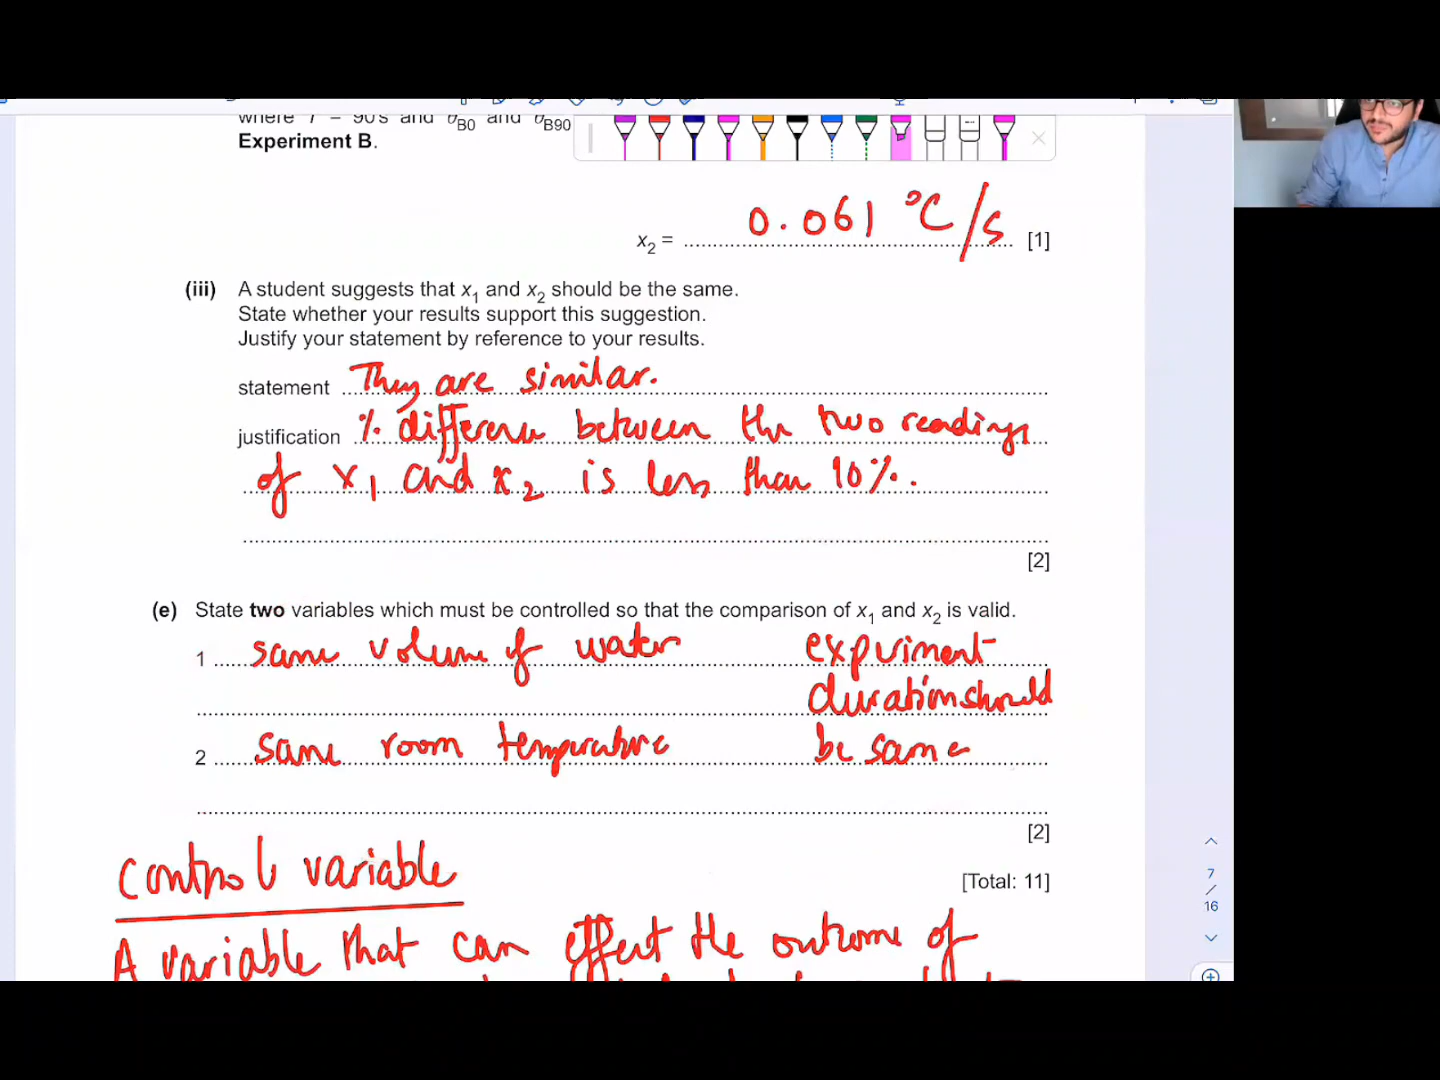 where T = 90 s and θB0 and θB90
Experiment B.
x2 = 0.061 °C/s [1]
(iii) A student suggests that x1 and x2 should be the same.
State whether your results support this suggestion.
Justify your statement by reference to your results.
statement They are similar.
justification % difference between the two readings
of x1 and x2 is less than 10%.
[2]
(e) State two variables which must be controlled so that the comparison of x1 and x2 is valid.
1 same volume of water experiment
duration should
2 same room temperature be same
[2]
control variable
[Total: 11]
A variable that can effect the outcome of
7
/
16